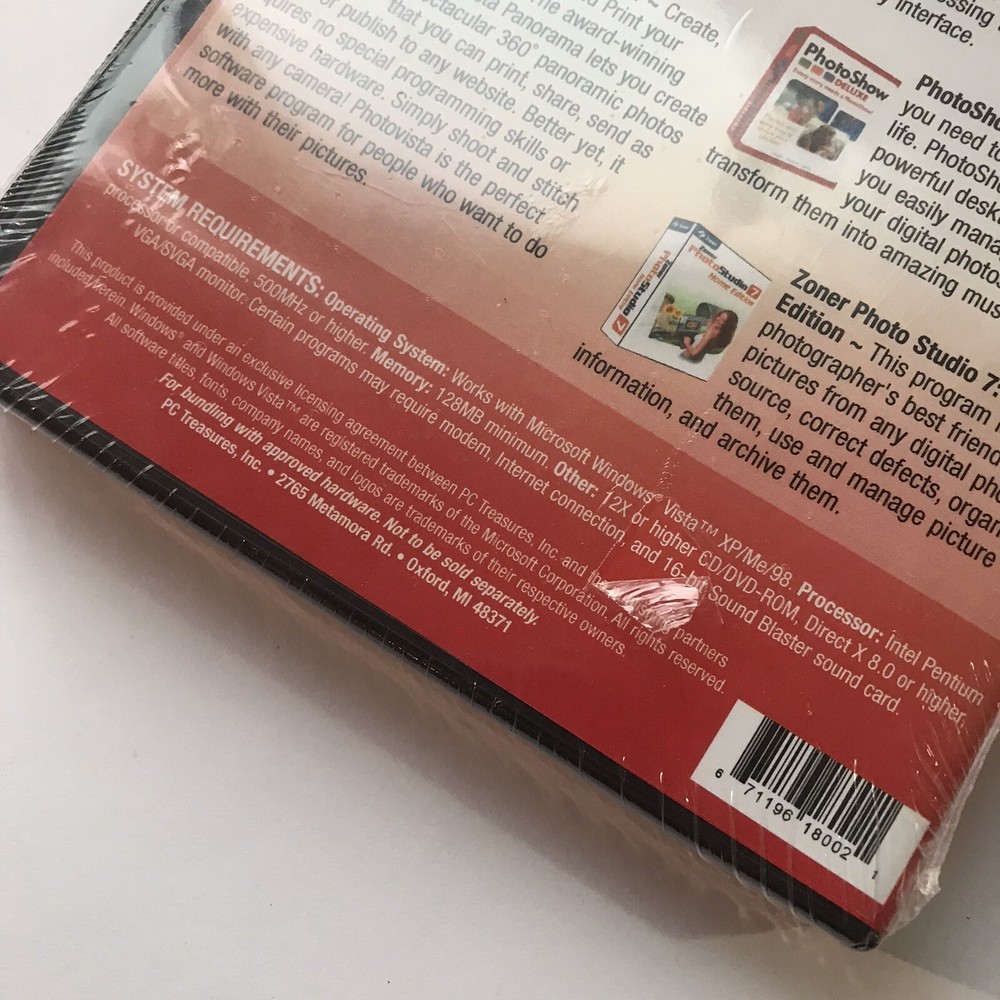 ~ Create,
Print your
The award-winning
Panorama lets you create
360° panoramic photos
that you can print, share, send as
or publish to any website. Better yet, it
requires no special programming skills or
expensive hardware. Simply shoot and stitch
with any camera! Photovista is the perfect
software program for people who want to do
more with their pictures.
interface.
PhotoShow
DELUXE
you need to
life.
powerful
you easily
your digital
transform them into amazing
Zoner
PhotoStudio 7
Home Edition
Zoner Photo Studio 7:
Edition ~ This program
photographer's best
pictures from any digital
source, correct defects,
them, use and manage picture
information, and archive them.
SYSTEM REQUIREMENTS: Operating System: Works with Microsoft Windows® Vista™ XP/Me/98. Processor: Intel Pentium
processor or compatible, 500MHz or higher. Memory: 128MB minimum. Other: 12X or higher CD/DVD-ROM, Direct X 8.0 or higher,
VGA/SVGA monitor. Certain programs may require modem, Internet connection, and Sound Blaster sound card.
This product is provided under an exclusive licensing agreement between PC Treasures, Inc. and partners
included herein. Windows® and Windows Vista™ are registered trademarks of the Microsoft Corporation. All rights reserved.
All software titles, fonts, company names, and logos are trademarks of their respective owners.
For bundling with approved hardware. Not to be sold separately.
PC Treasures, Inc. • 2765 Metamora Rd. • Oxford, MI 48371
6 71196 18002 1